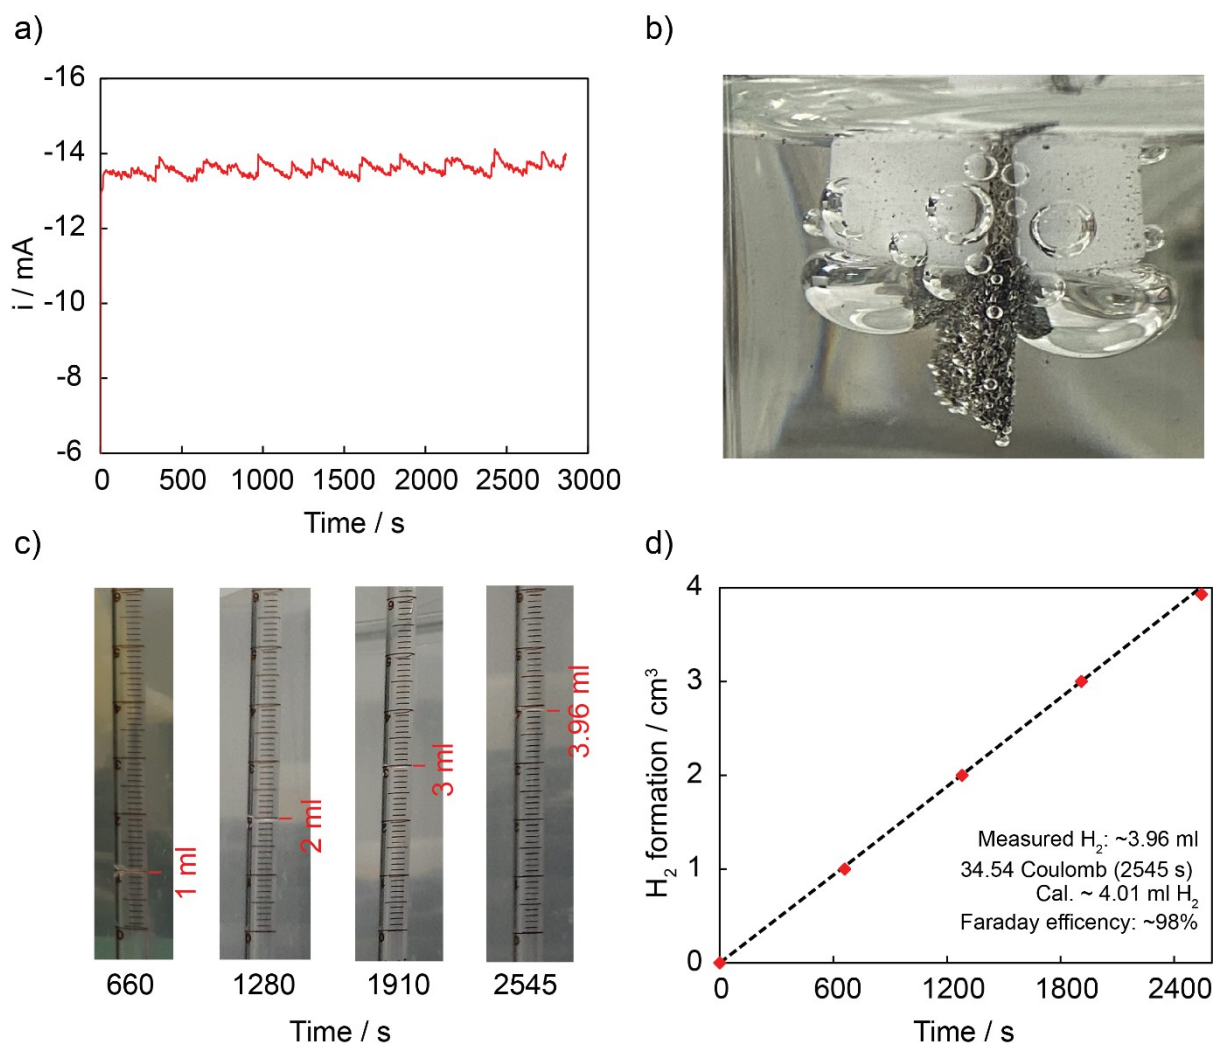 a)
-16
-14
-12
-10
-8
-6
i / mA
0 500 1000 1500 2000 2500 3000
Time / s
b)
c)
1 ml
2 ml
3 ml
3.96 ml
660 1280 1910 2545
Time / s
d)
4
3
2
1
0
H₂ formation / cm³
Measured H₂: ~3.96 ml
34.54 Coulomb (2545 s)
Cal. ~ 4.01 ml H₂
Faraday efficency: ~98%
0 600 1200 1800 2400
Time / s